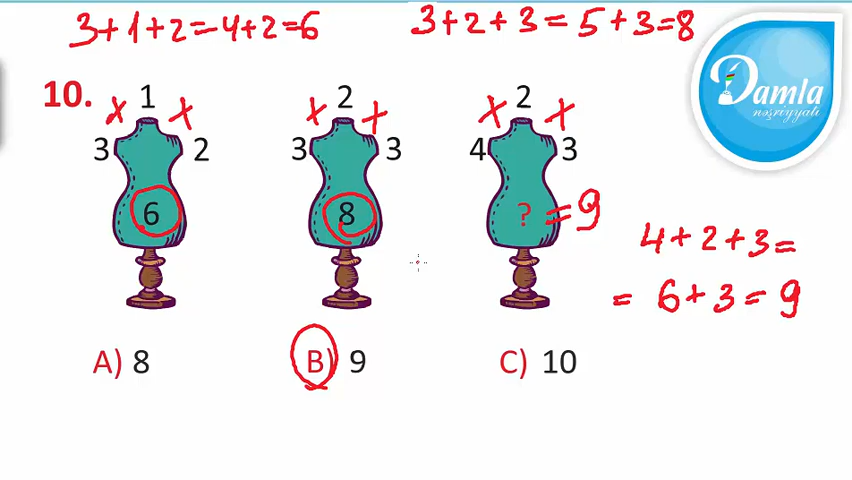 3+1+2=4+2=6
3+2+3=5+3=8
Damla
nəşriyyatı
10. × 1 × × 2 + × 2 ×
3 2 3 3 4 3
6 8 ? = 9
4+2+3=
= 6+3=9
A) 8 B) 9 C) 10